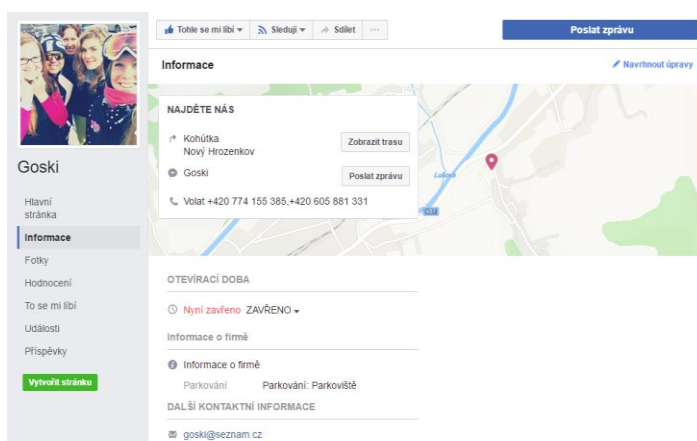 Tohle se mi líbí
Sleduji
Sdílet
...
Poslat zprávu
Informace
Navrhnout úpravy
NAJDĚTE NÁS
Kohútka
Nový Hrozenkov
Zobrazit trasu
Goski
Poslat zprávu
Volat +420 774 155 385,+420 605 881 331
Lušová
Goski
Hlavní
stránka
Informace
Fotky
Hodnocení
To se mi líbí
Události
Příspěvky
Vytvořit stránku
OTEVÍRACÍ DOBA
Nyní zavřeno ZAVŘENO
Informace o firmě
Informace o firmě
Parkování Parkování: Parkoviště
DALŠÍ KONTAKTNÍ INFORMACE
goski@seznam.cz